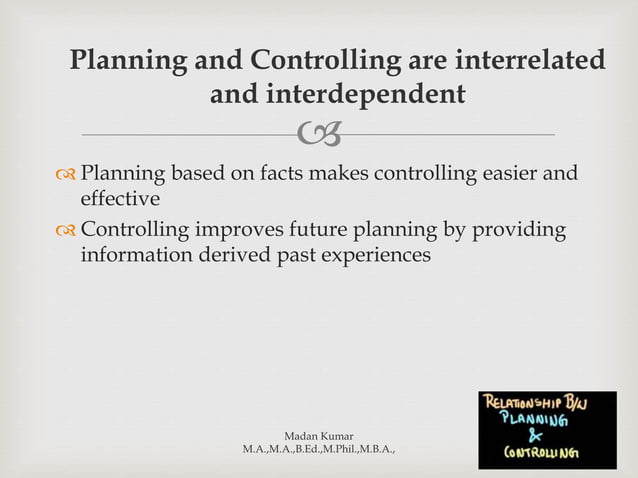 Planning and Controlling are interrelated
and interdependent
Planning based on facts makes controlling easier and
effective
Controlling improves future planning by providing
information derived past experiences
Madan Kumar
M.A.,M.A.,B.Ed.,M.Phil.,M.B.A.,
RELATIONSHIP B/W
PLANNING
&
CONTROLLING